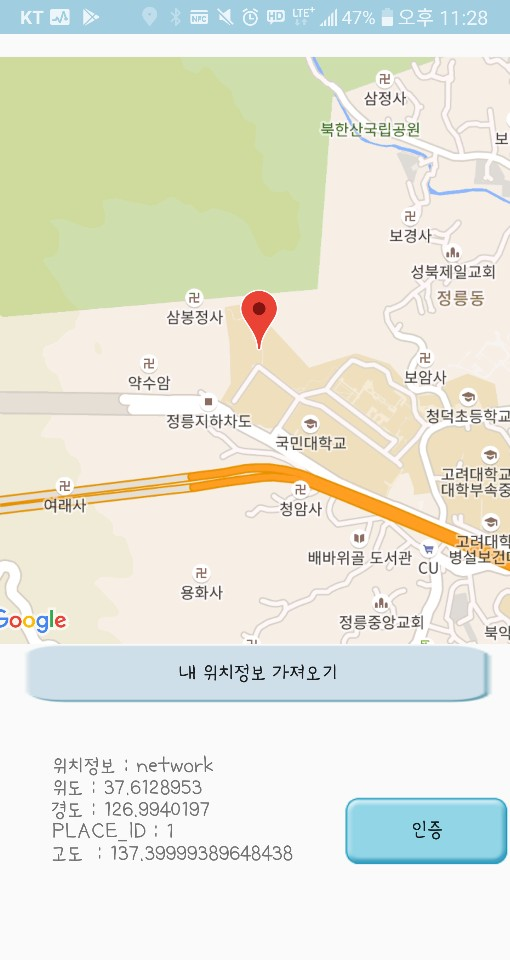 KT NFC HD LTE+ 47% 오후 11:28
삼정사
북한산국립공원
보
보경사
성북제일교회
정릉동
삼봉정사
약수암
보암사
정릉지하차도
청덕초등학교
국민대학교
고려대학교
대학부속중
여래사
청암사
고려대학
병설보건대
배바위골 도서관
CU
용화사
정릉중앙교회
북악
Google
내 위치정보 가져오기
위치정보 : network
위도 : 37.6128953
경도 : 126.9940197
PLACE_ID : 1
고도 : 137.39999389648438
인증